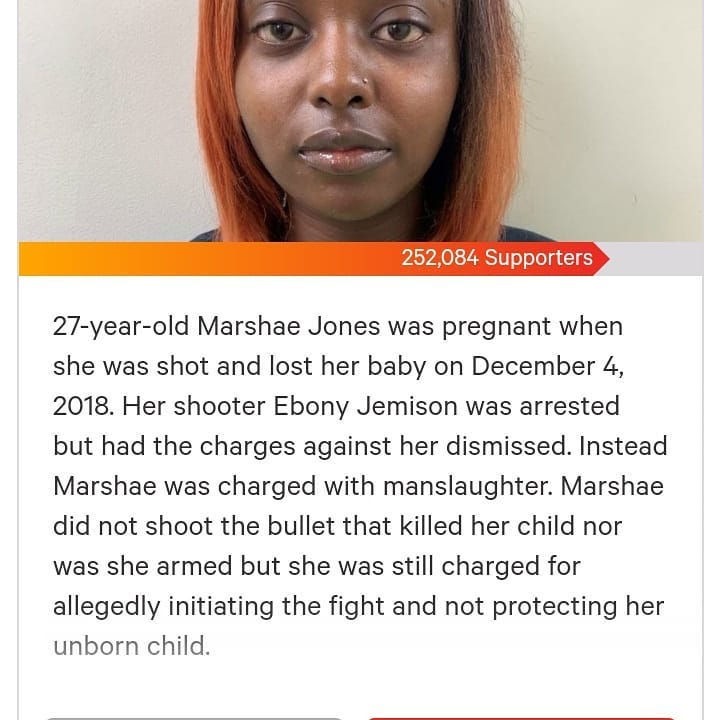 252,084 Supporters
27-year-old Marshae Jones was pregnant when
she was shot and lost her baby on December 4,
2018. Her shooter Ebony Jemison was arrested
but had the charges against her dismissed. Instead
Marshae was charged with manslaughter. Marshae
did not shoot the bullet that killed her child nor
was she armed but she was still charged for
allegedly initiating the fight and not protecting her
unborn child.